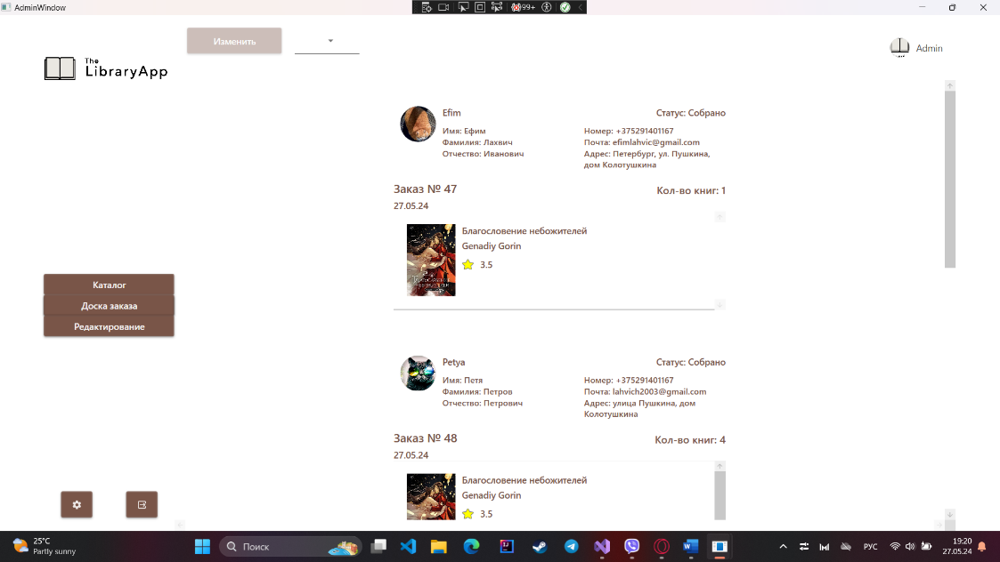 AdminWindow
99+
Изменить
Admin
The
LibraryApp
Efim
Статус: Собрано
Имя: Ефим
Фамилия: Лахвич
Отчество: Иванович
Номер: +375291401167
Почта: efimlahvic@gmail.com
Адрес: Петербург, ул. Пушкина,
дом Колотушкина
Заказ № 47
Кол-во книг: 1
27.05.24
Благословение небожителей
Genadiy Gorin
3.5
Каталог
Доска заказа
Редактирование
Petya
Статус: Собрано
Имя: Петя
Фамилия: Петров
Отчество: Петрович
Номер: +375291401167
Почта: lahvich2003@gmail.com
Адрес: улица Пушкина, дом
Колотушкина
Заказ № 48
Кол-во книг: 4
27.05.24
Благословение небожителей
Genadiy Gorin
3.5
25°C
Partly sunny
Поиск
РУС
19:20
27.05.24